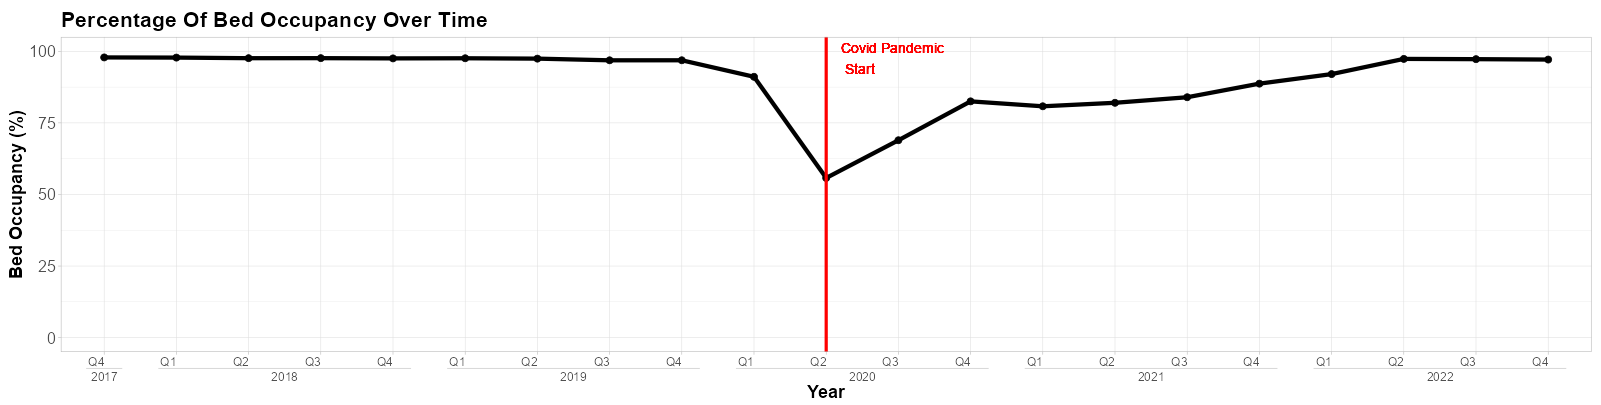 Percentage Of Bed Occupancy Over Time
Covid Pandemic
Start
100
75
50
25
0
Bed Occupancy (%)
Q4 Q1 Q2 Q3 Q4 Q1 Q2 Q3 Q4 Q1 Q2 Q3 Q4 Q1 Q2 Q3 Q4 Q1 Q2 Q3 Q4
2017 2018 2019 2020 2021 2022
Year